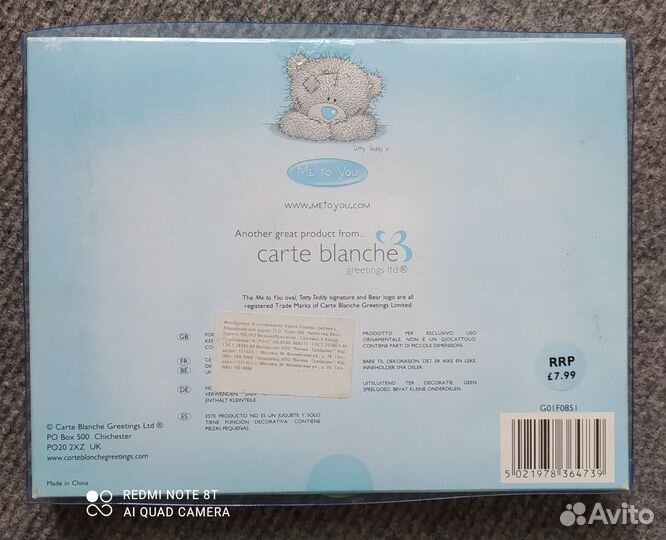 Tatty Teddy x
ME TO YOU
www.METOYOU.com
Another great product from...
carte blanche
greetings ltd®
The Me to You oval, Tatty Teddy signature and Bear logo are all
registered Trade Marks of Carte Blanche Greetings Limited
GB FOR
KEE
FR CE
BE
DE NE
VERWENDEN.
ENTHALT KLEINTEILE
ES ESTE PRODUCTO NO ES UN JUGUETE Y SOLO
TIENE FUNCIÓN DECORATIVA CONTIENE
PIEZAS PEQUEÑAS.
PRODOTTO PER ESCLUSIVO USO
ORNAMENTALE. NON È UN GIOCATTOLO.
CONTIENE PARTI DI PICCOLE DIMENSIONI.
BARE TIL DEKORASJON. DET ER IKKE EN LEKE.
INNEHOLDER SMÅ DELER.
UITSLUITEND TER DECORATIE. GEEN
SPEELGOED. BEVAT KLEINE ONDERDELEN.
RRP
£7.99
G01F0851
5 021978 364739
© Carte Blanche Greetings Ltd ®
PO Box 500 Chichester
PO20 2XZ UK
www.carteblanchegreetings.com
Made in China
REDMI NOTE 8T
AI QUAD CAMERA
Avito